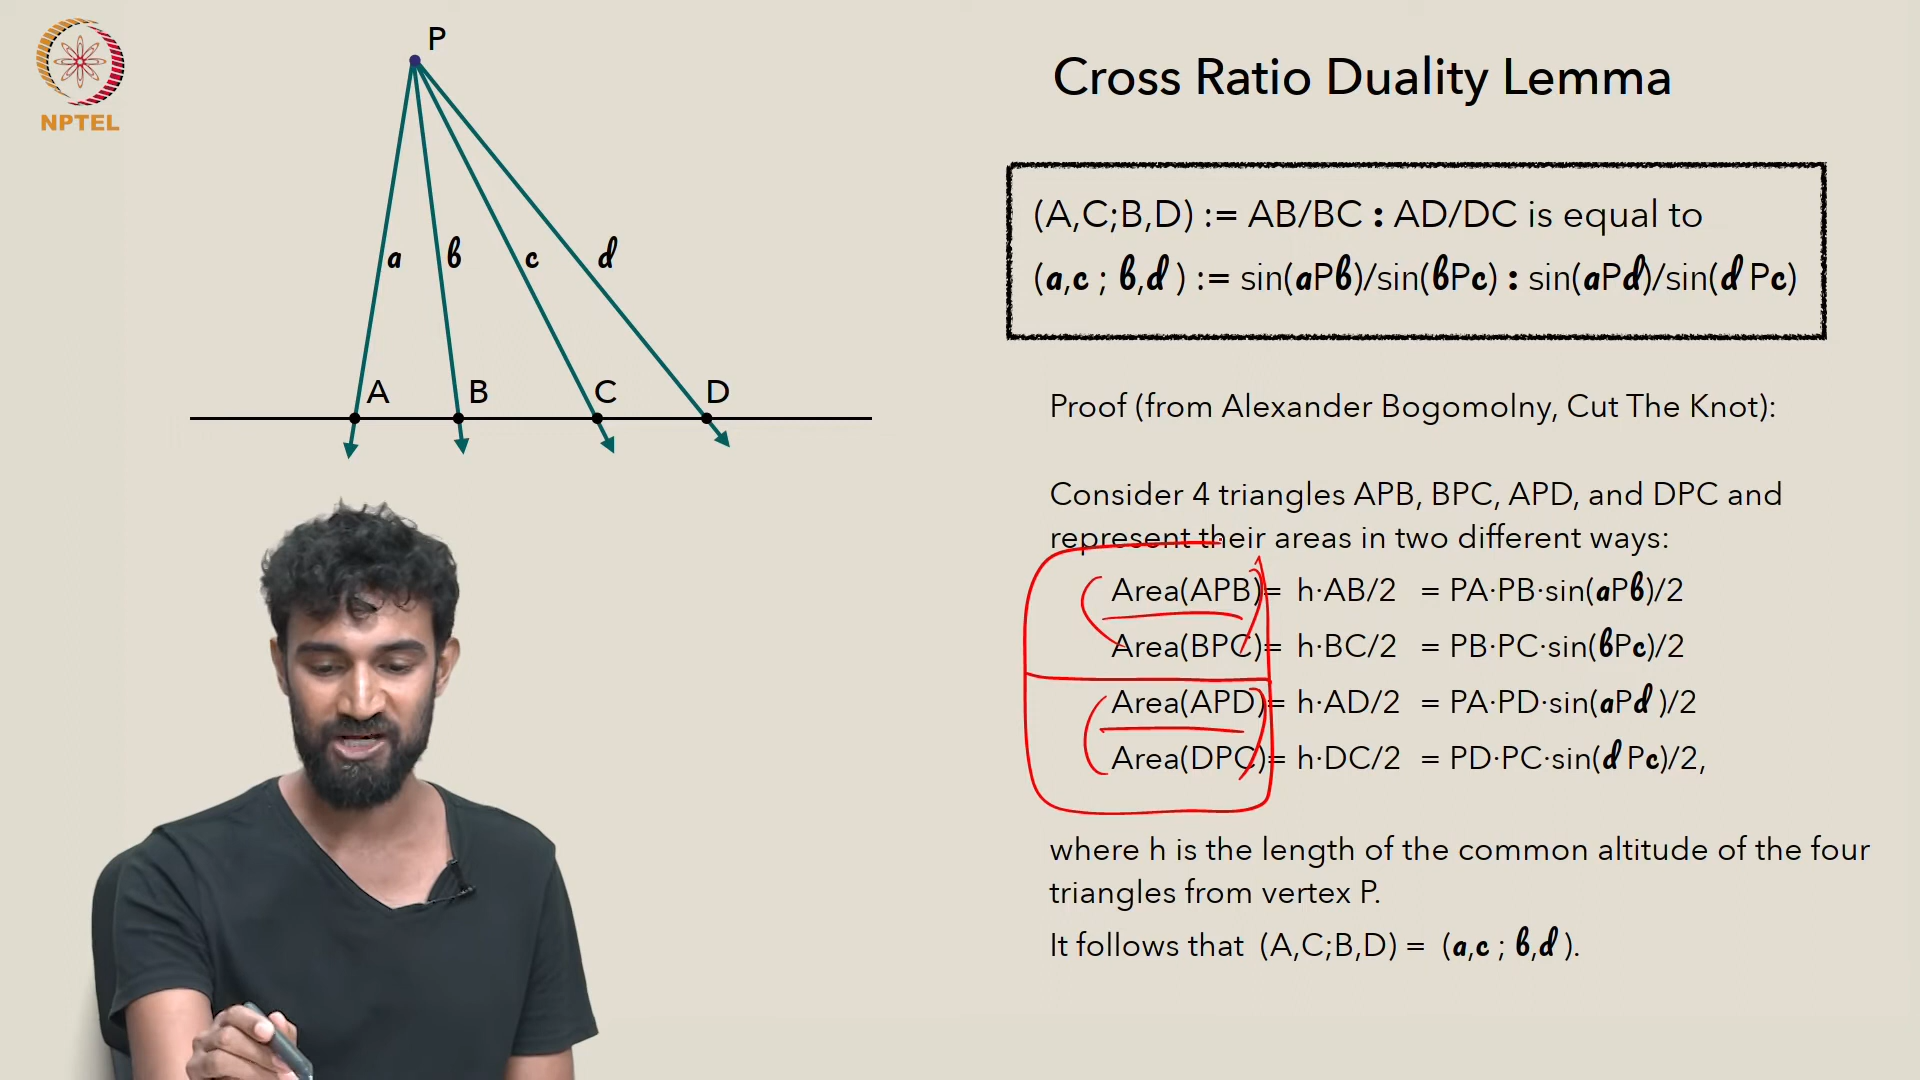 NPTEL
P
a b c d
A B C D
Cross Ratio Duality Lemma
(A,C;B,D) := AB/BC : AD/DC is equal to
(a,c ; b,d ) := sin(aPb)/sin(bPc) : sin(aPd)/sin(d Pc)
Proof (from Alexander Bogomolny, Cut The Knot):
Consider 4 triangles APB, BPC, APD, and DPC and
represent their areas in two different ways:
Area(APB)= h·AB/2 = PA·PB·sin(aPb)/2
Area(BPC)= h·BC/2 = PB·PC·sin(bPc)/2
Area(APD)= h·AD/2 = PA·PD·sin(aPd )/2
Area(DPC)= h·DC/2 = PD·PC·sin(d Pc)/2,
where h is the length of the common altitude of the four
triangles from vertex P.
It follows that (A,C;B,D) = (a,c ; b,d ).